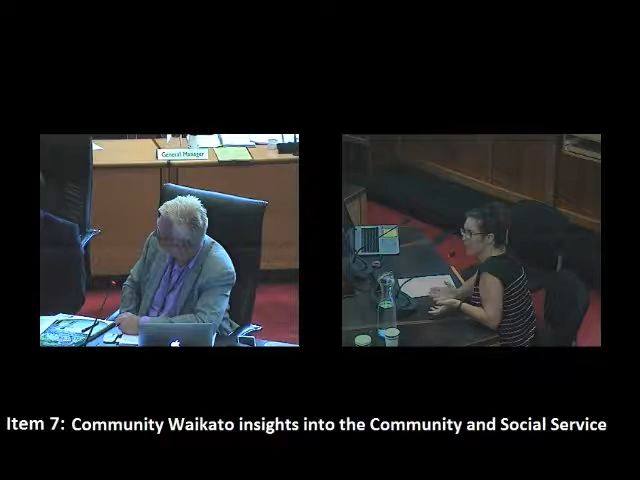 General Manager
Item 7: Community Waikato insights into the Community and Social Service